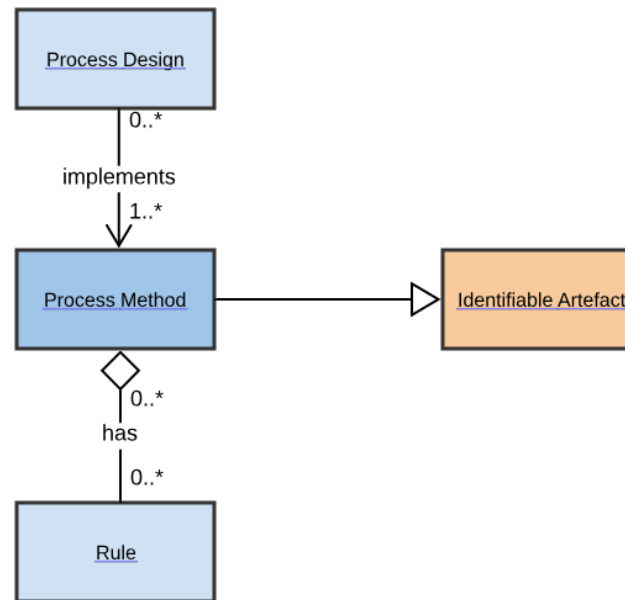 Process Design
0..*
implements
1..*
Process Method
Identifiable Artefact
0..*
has
0..*
Rule